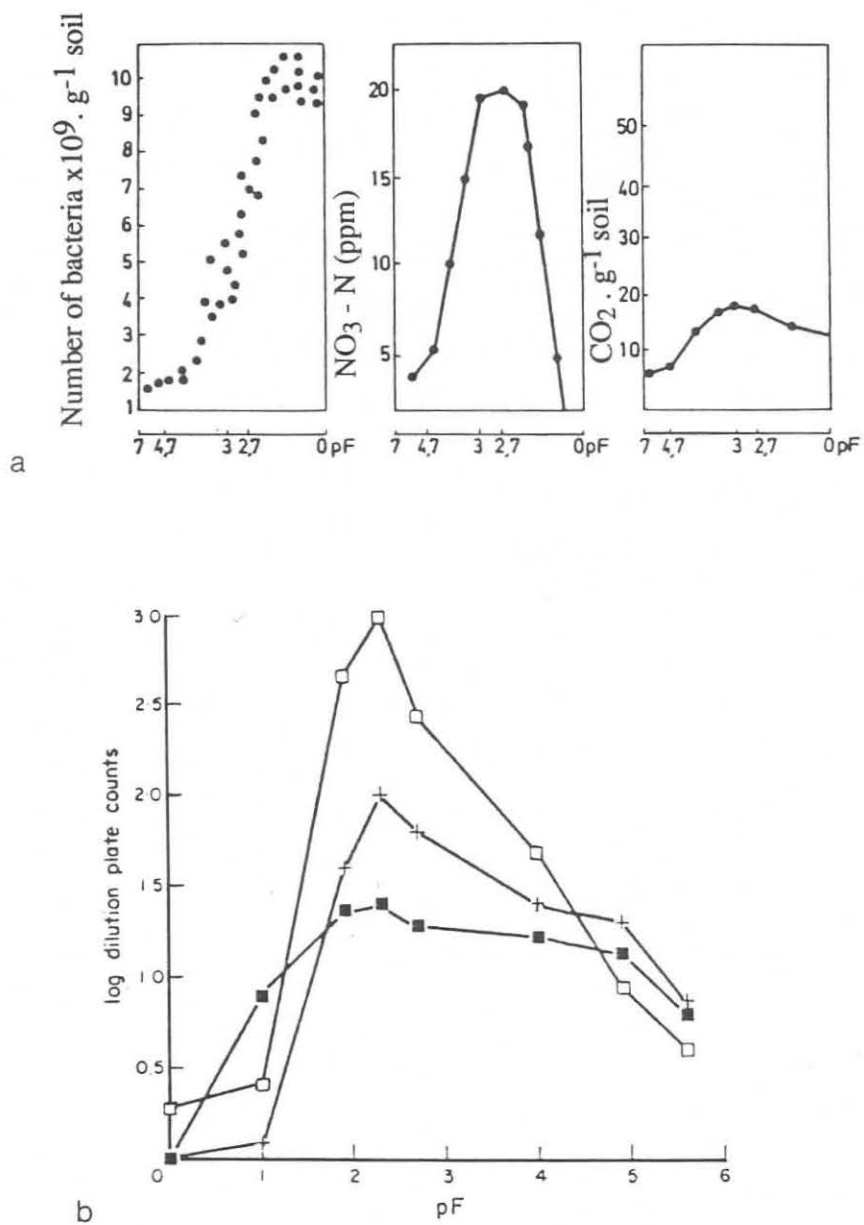 Number of bacteria x10⁹. g⁻¹ soil
10
9
8
7
6
5
4
3
2
1
7 4,7 3 2,7 0 pF
NO₃ - N (ppm)
20
15
10
5
7 4,7 3 2,7 0 pF
CO₂ . g⁻¹ soil
50
40
30
20
10
7 4,7 3 2,7 0 pF
a
log dilution plate counts
3·0
2·5
2·0
1·5
1·0
0·5
0 1 2 3 4 5 6
pF
b